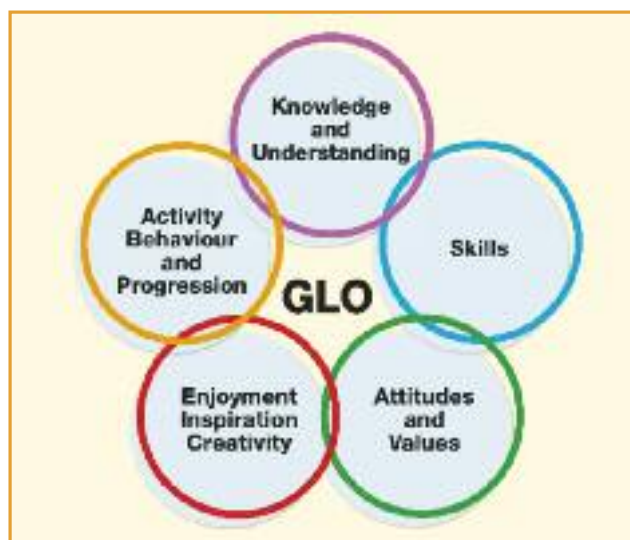 Knowledge
and
Understanding
Skills
Attitudes
and
Values
Enjoyment
Inspiration
Creativity
Activity
Behaviour
and
Progression
GLO